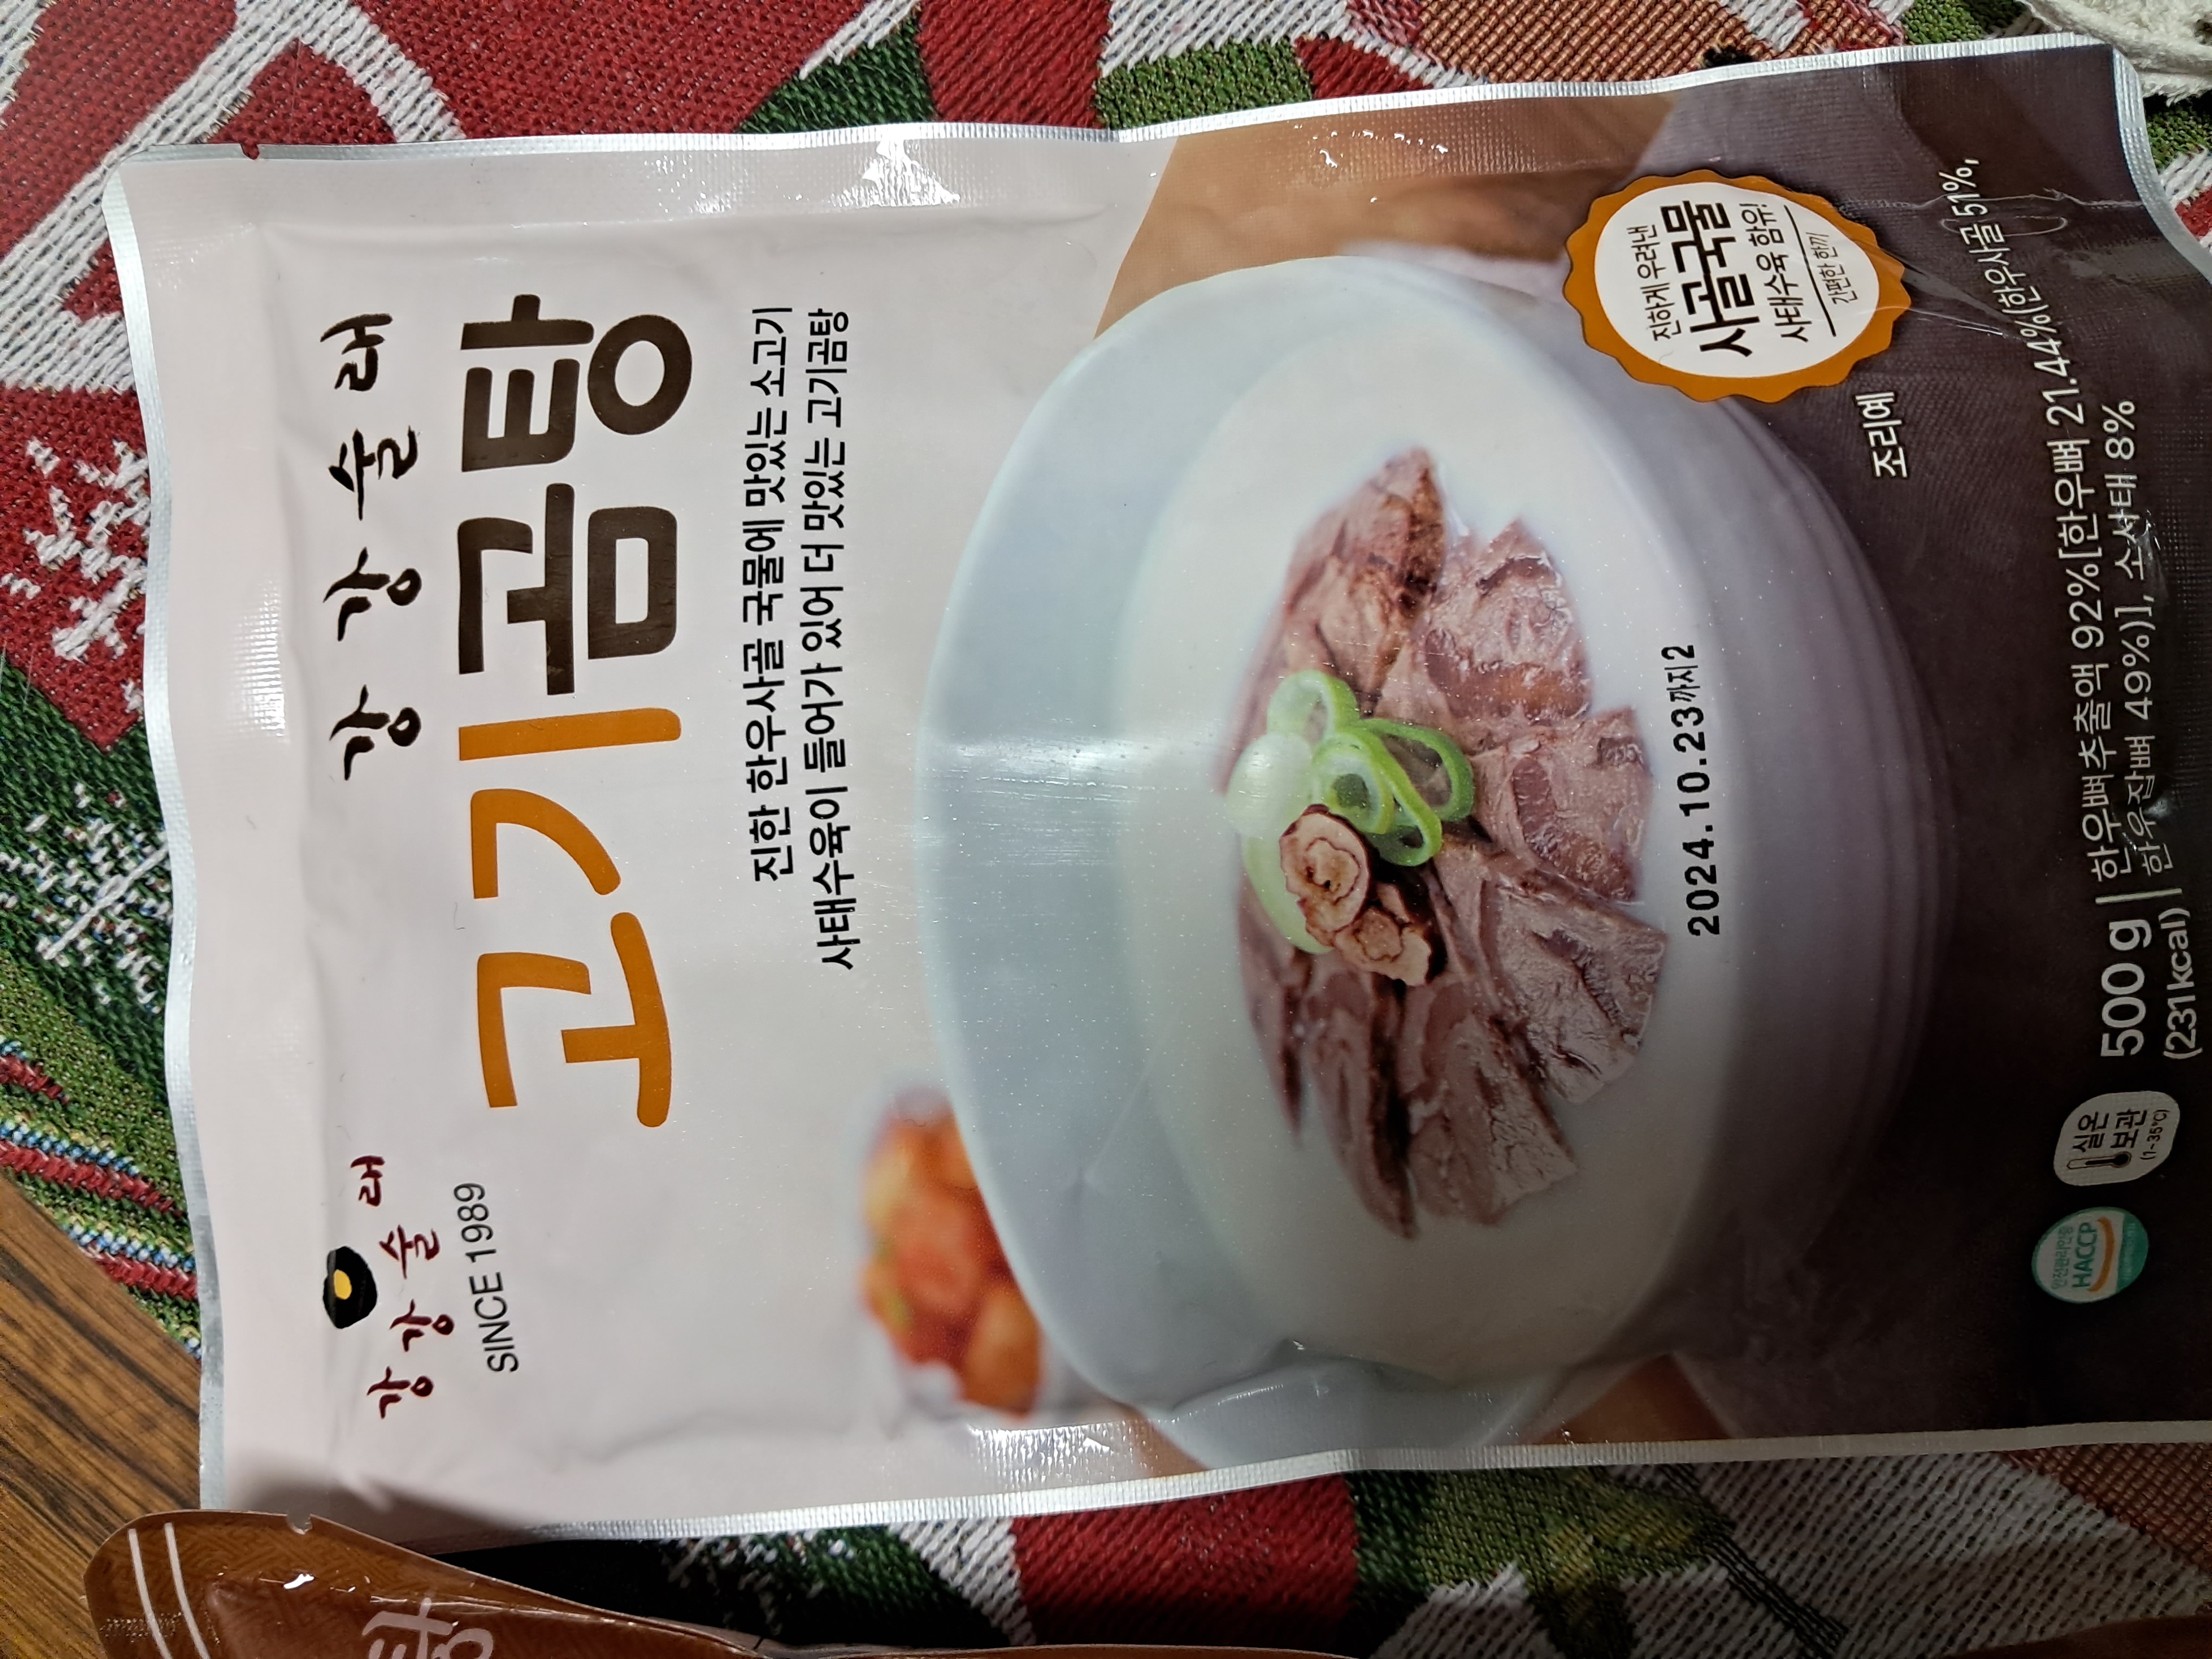 강강술래
SINCE 1989
강강술래
고기곰탕
진한 한우사골 국물에 맛있는 소고기
사태수육이 들어가 있어 더 맛있는 고기곰탕
진하게 우려낸
사골국물
사태수육 함유!
간편한 한끼
2024.10.23까지2
조리예
HACCP
실온
보관
(1~35℃)
500 g
(231kcal)
한우뼈추출액 92%[한우뼈 21.44%(한우사골 51%,
한우잡뼈 49%)], 소사태 8%
탕